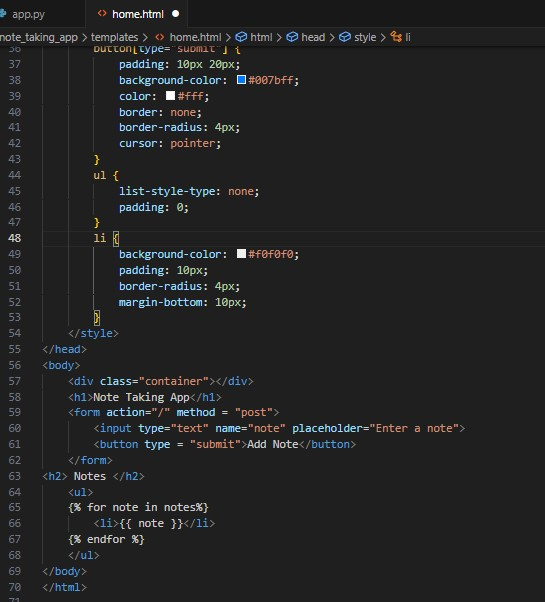 app.py
home.html
note_taking_app > templates > home.html > html > head > style > li
36 button[type="submit"] {
37 padding: 10px 20px;
38 background-color: #007bff;
39 color: #fff;
40 border: none;
41 border-radius: 4px;
42 cursor: pointer;
43 }
44 ul {
45 list-style-type: none;
46 padding: 0;
47 }
48 li {
49 background-color: #f0f0f0;
50 padding: 10px;
51 border-radius: 4px;
52 margin-bottom: 10px;
53 }
54 </style>
55 </head>
56 <body>
57 <div class="container"></div>
58 <h1>Note Taking App</h1>
59 <form action="/" method = "post">
60 <input type="text" name="note" placeholder="Enter a note">
61 <button type = "submit">Add Note</button>
62 </form>
63 <h2> Notes </h2>
64 <ul>
65 {% for note in notes%}
66 <li>{{ note }}</li>
67 {% endfor %}
68 </ul>
69 </body>
70 </html>
71